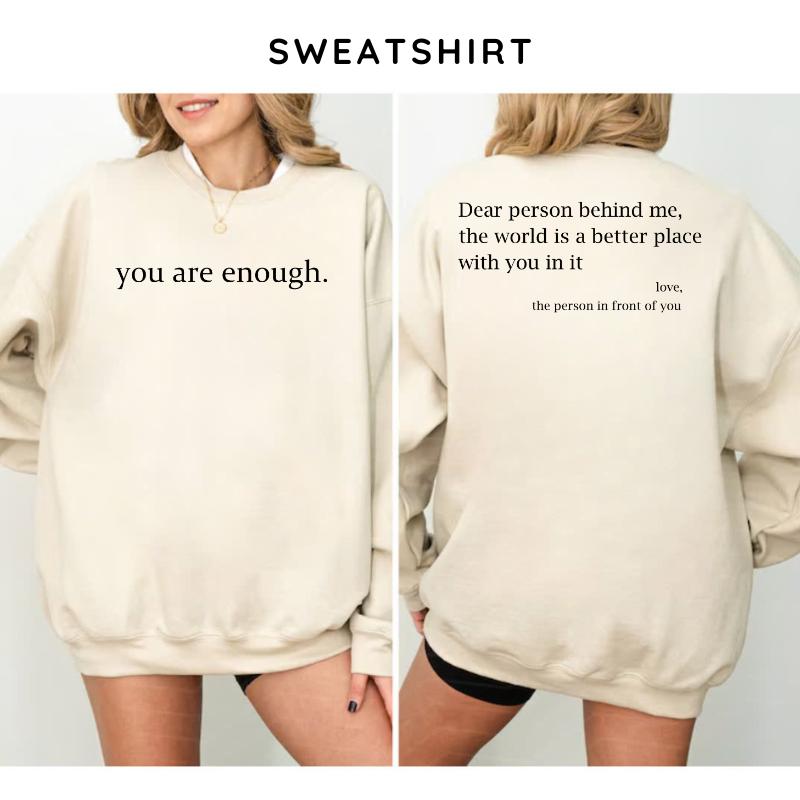 SWEATSHIRT
you are enough.
Dear person behind me,
the world is a better place
with you in it
love,
the person in front of you